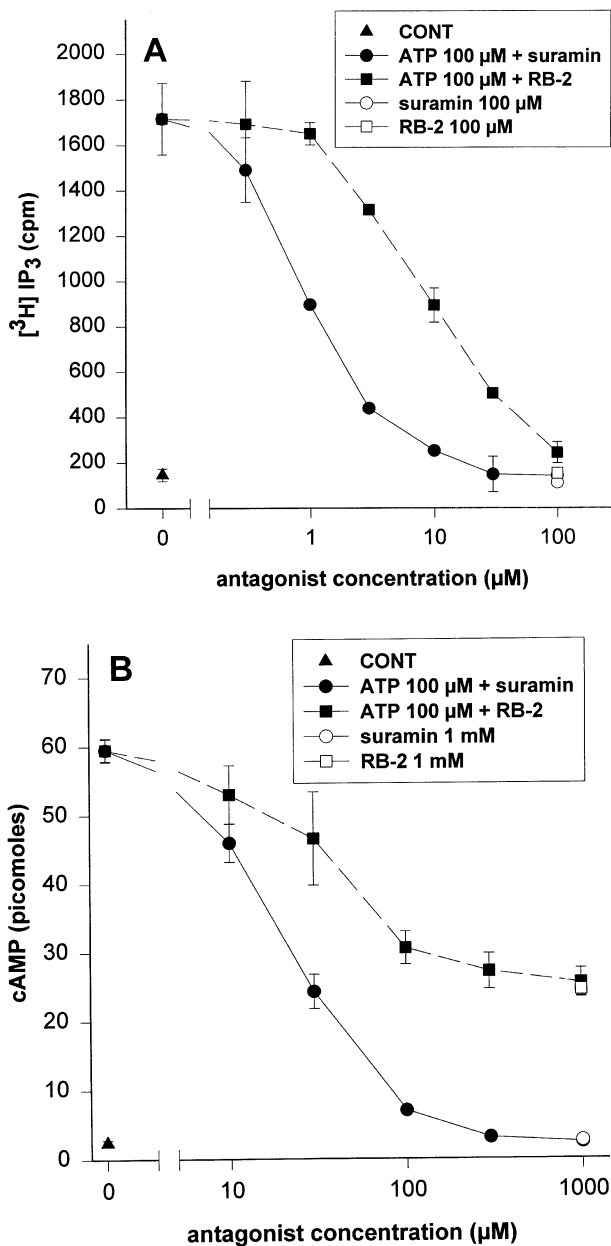 A
CONT
ATP 100 µM + suramin
ATP 100 µM + RB-2
suramin 100 µM
RB-2 100 µM
[³H] IP₃ (cpm)
2000
1800
1600
1400
1200
1000
800
600
400
200
0
0 1 10 100
antagonist concentration (µM)
B
CONT
ATP 100 µM + suramin
ATP 100 µM + RB-2
suramin 1 mM
RB-2 1 mM
cAMP (picomoles)
70
60
50
40
30
20
10
0
0 10 100 1000
antagonist concentration (µM)